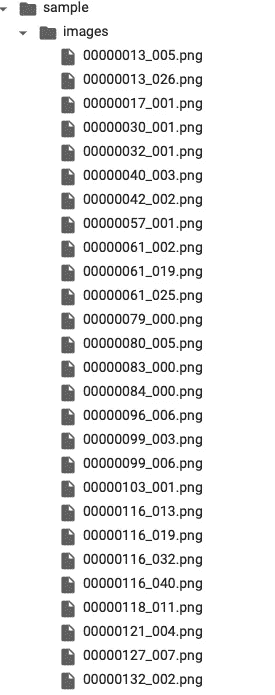 sample
images
00000013_005.png
00000013_026.png
00000017_001.png
00000030_001.png
00000032_001.png
00000040_003.png
00000042_002.png
00000057_001.png
00000061_002.png
00000061_019.png
00000061_025.png
00000079_000.png
00000080_005.png
00000083_000.png
00000084_000.png
00000096_006.png
00000099_003.png
00000099_006.png
00000103_001.png
00000116_013.png
00000116_019.png
00000116_032.png
00000116_040.png
00000118_011.png
00000121_004.png
00000127_007.png
00000132_002.png